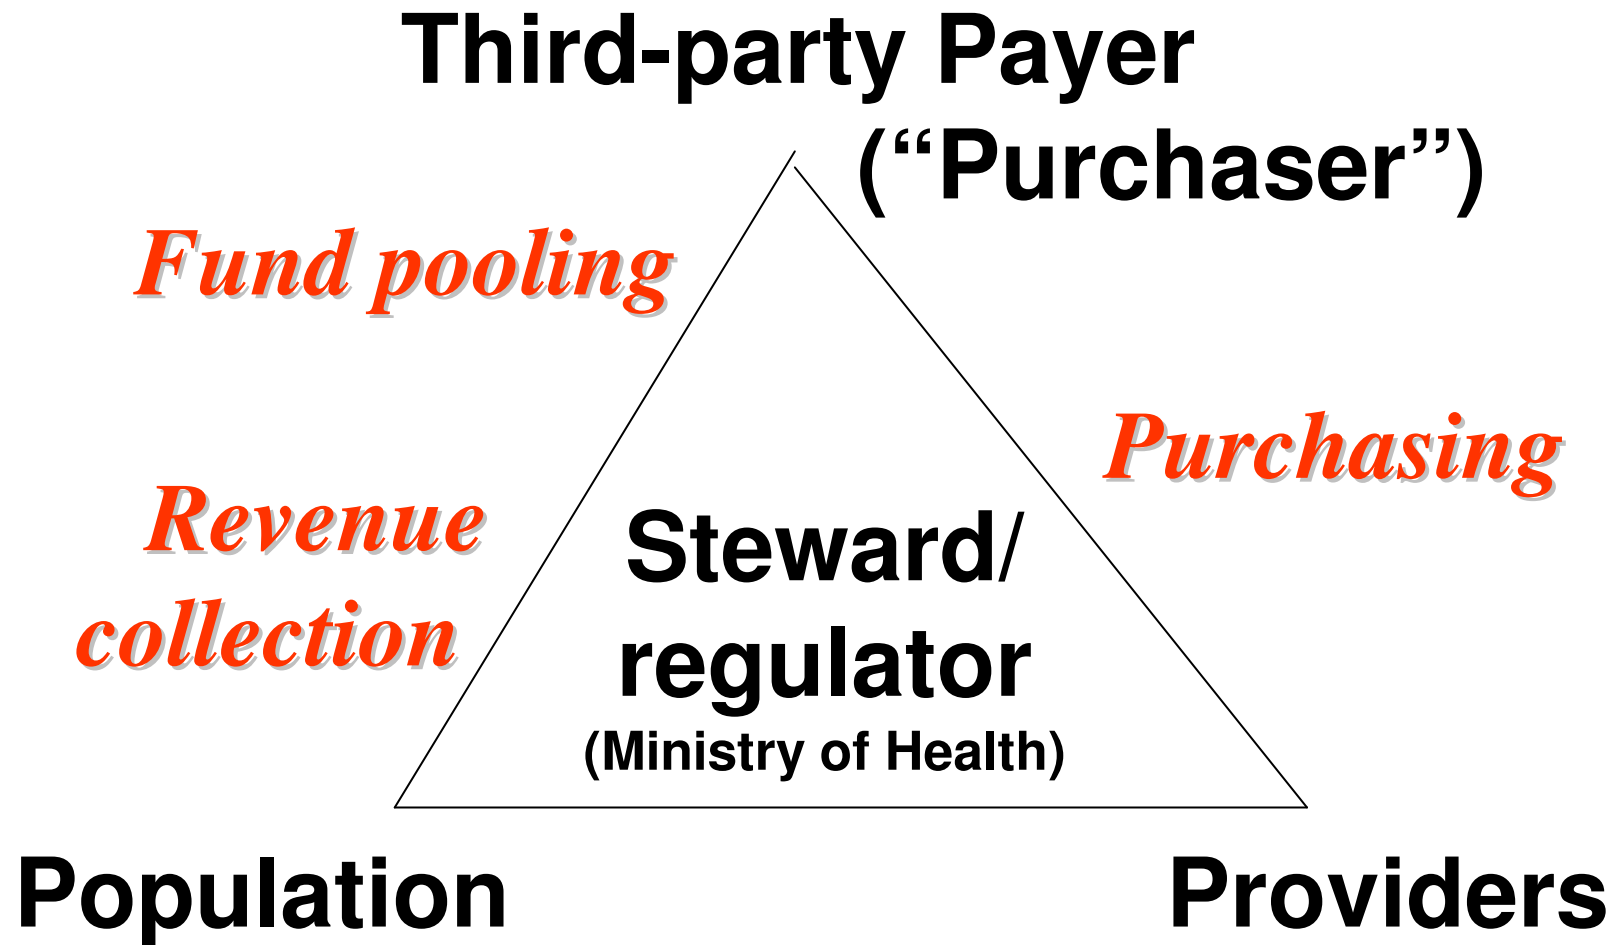 Third-party Payer
(“Purchaser”)
Fund pooling
Purchasing
Revenue
collection
Steward/
regulator
(Ministry of Health)
Population
Providers